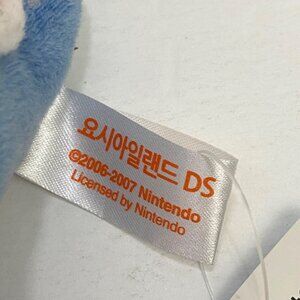 요시아일랜드 DS
©2006-2007 Nintendo
Licensed by Nintendo